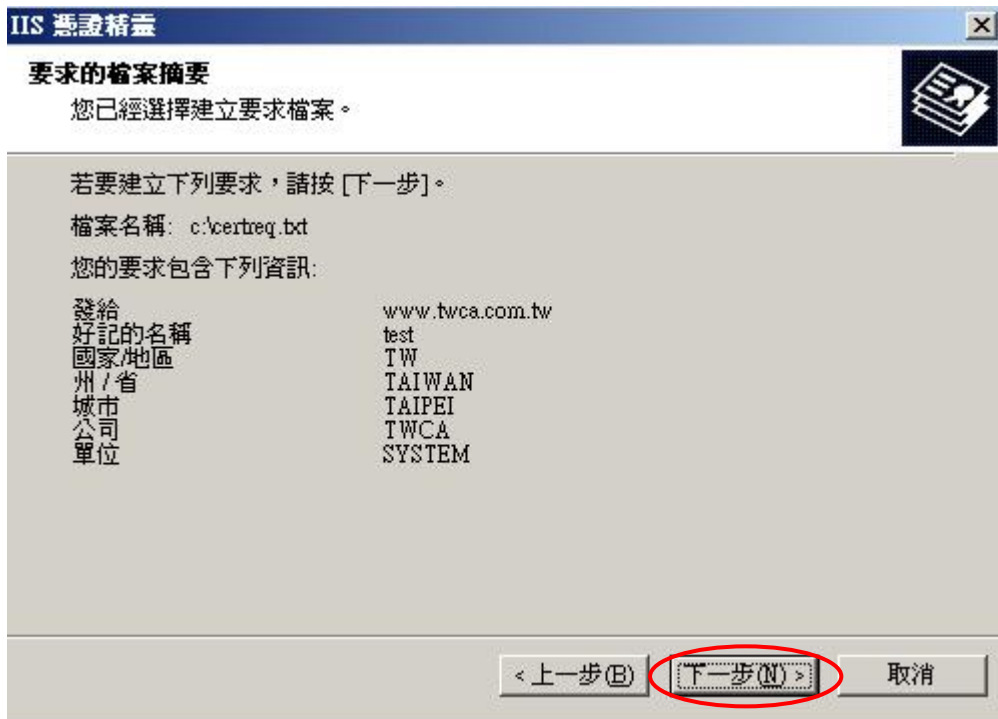 IIS 憑證精靈
要求的檔案摘要
您已經選擇建立要求檔案。
若要建立下列要求，請按 [下一步]。
檔案名稱: c:\certreq.txt
您的要求包含下列資訊:
發給 www.twca.com.tw
好記的名稱 test
國家/地區 TW
州 / 省 TAIWAN
城市 TAIPEI
公司 TWCA
單位 SYSTEM
< 上一步(B) 下一步(N) > 取消